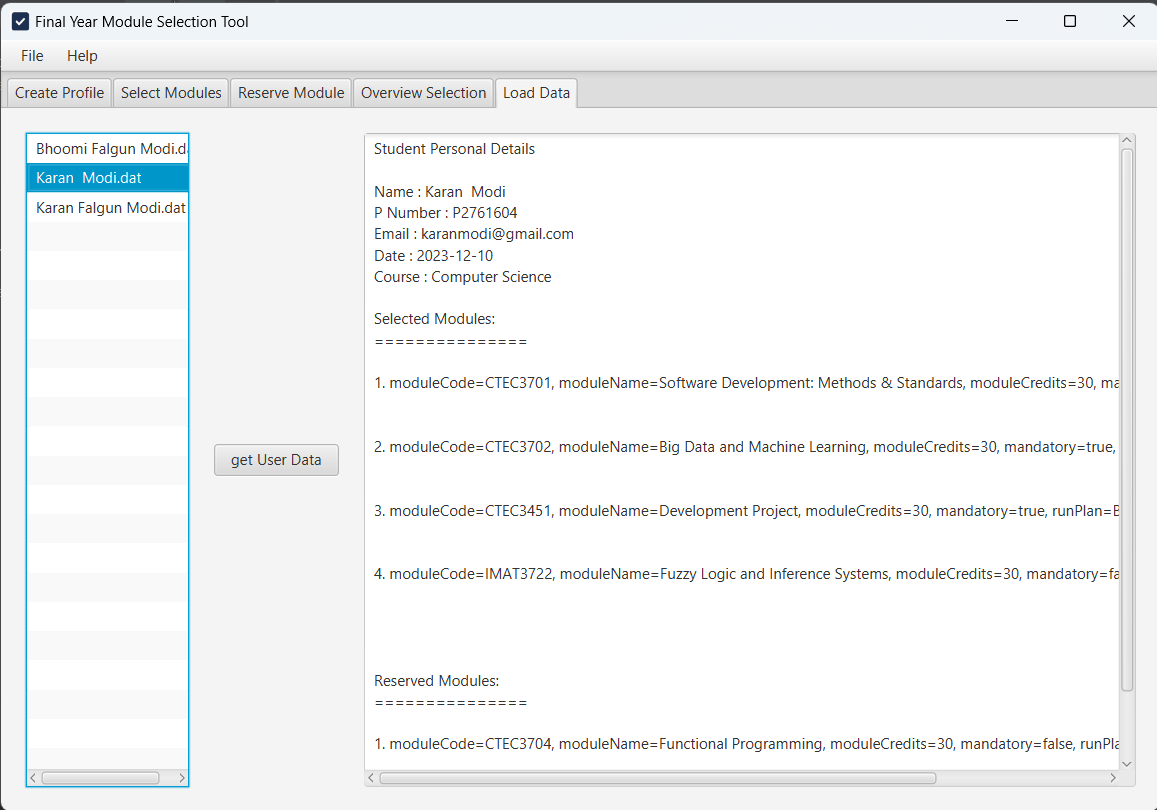 Final Year Module Selection Tool
File Help
Create Profile Select Modules Reserve Module Overview Selection Load Data
Bhoomi Falgun Modi.d
Karan  Modi.dat
Karan Falgun Modi.dat
get User Data
Student Personal Details
Name : Karan  Modi
P Number : P2761604
Email : karanmodi@gmail.com
Date : 2023-12-10
Course : Computer Science
Selected Modules:
===============
1. moduleCode=CTEC3701, moduleName=Software Development: Methods & Standards, moduleCredits=30, ma
2. moduleCode=CTEC3702, moduleName=Big Data and Machine Learning, moduleCredits=30, mandatory=true,
3. moduleCode=CTEC3451, moduleName=Development Project, moduleCredits=30, mandatory=true, runPlan=
4. moduleCode=IMAT3722, moduleName=Fuzzy Logic and Inference Systems, moduleCredits=30, mandatory=fa
Reserved Modules:
===============
1. moduleCode=CTEC3704, moduleName=Functional Programming, moduleCredits=30, mandatory=false, runPla